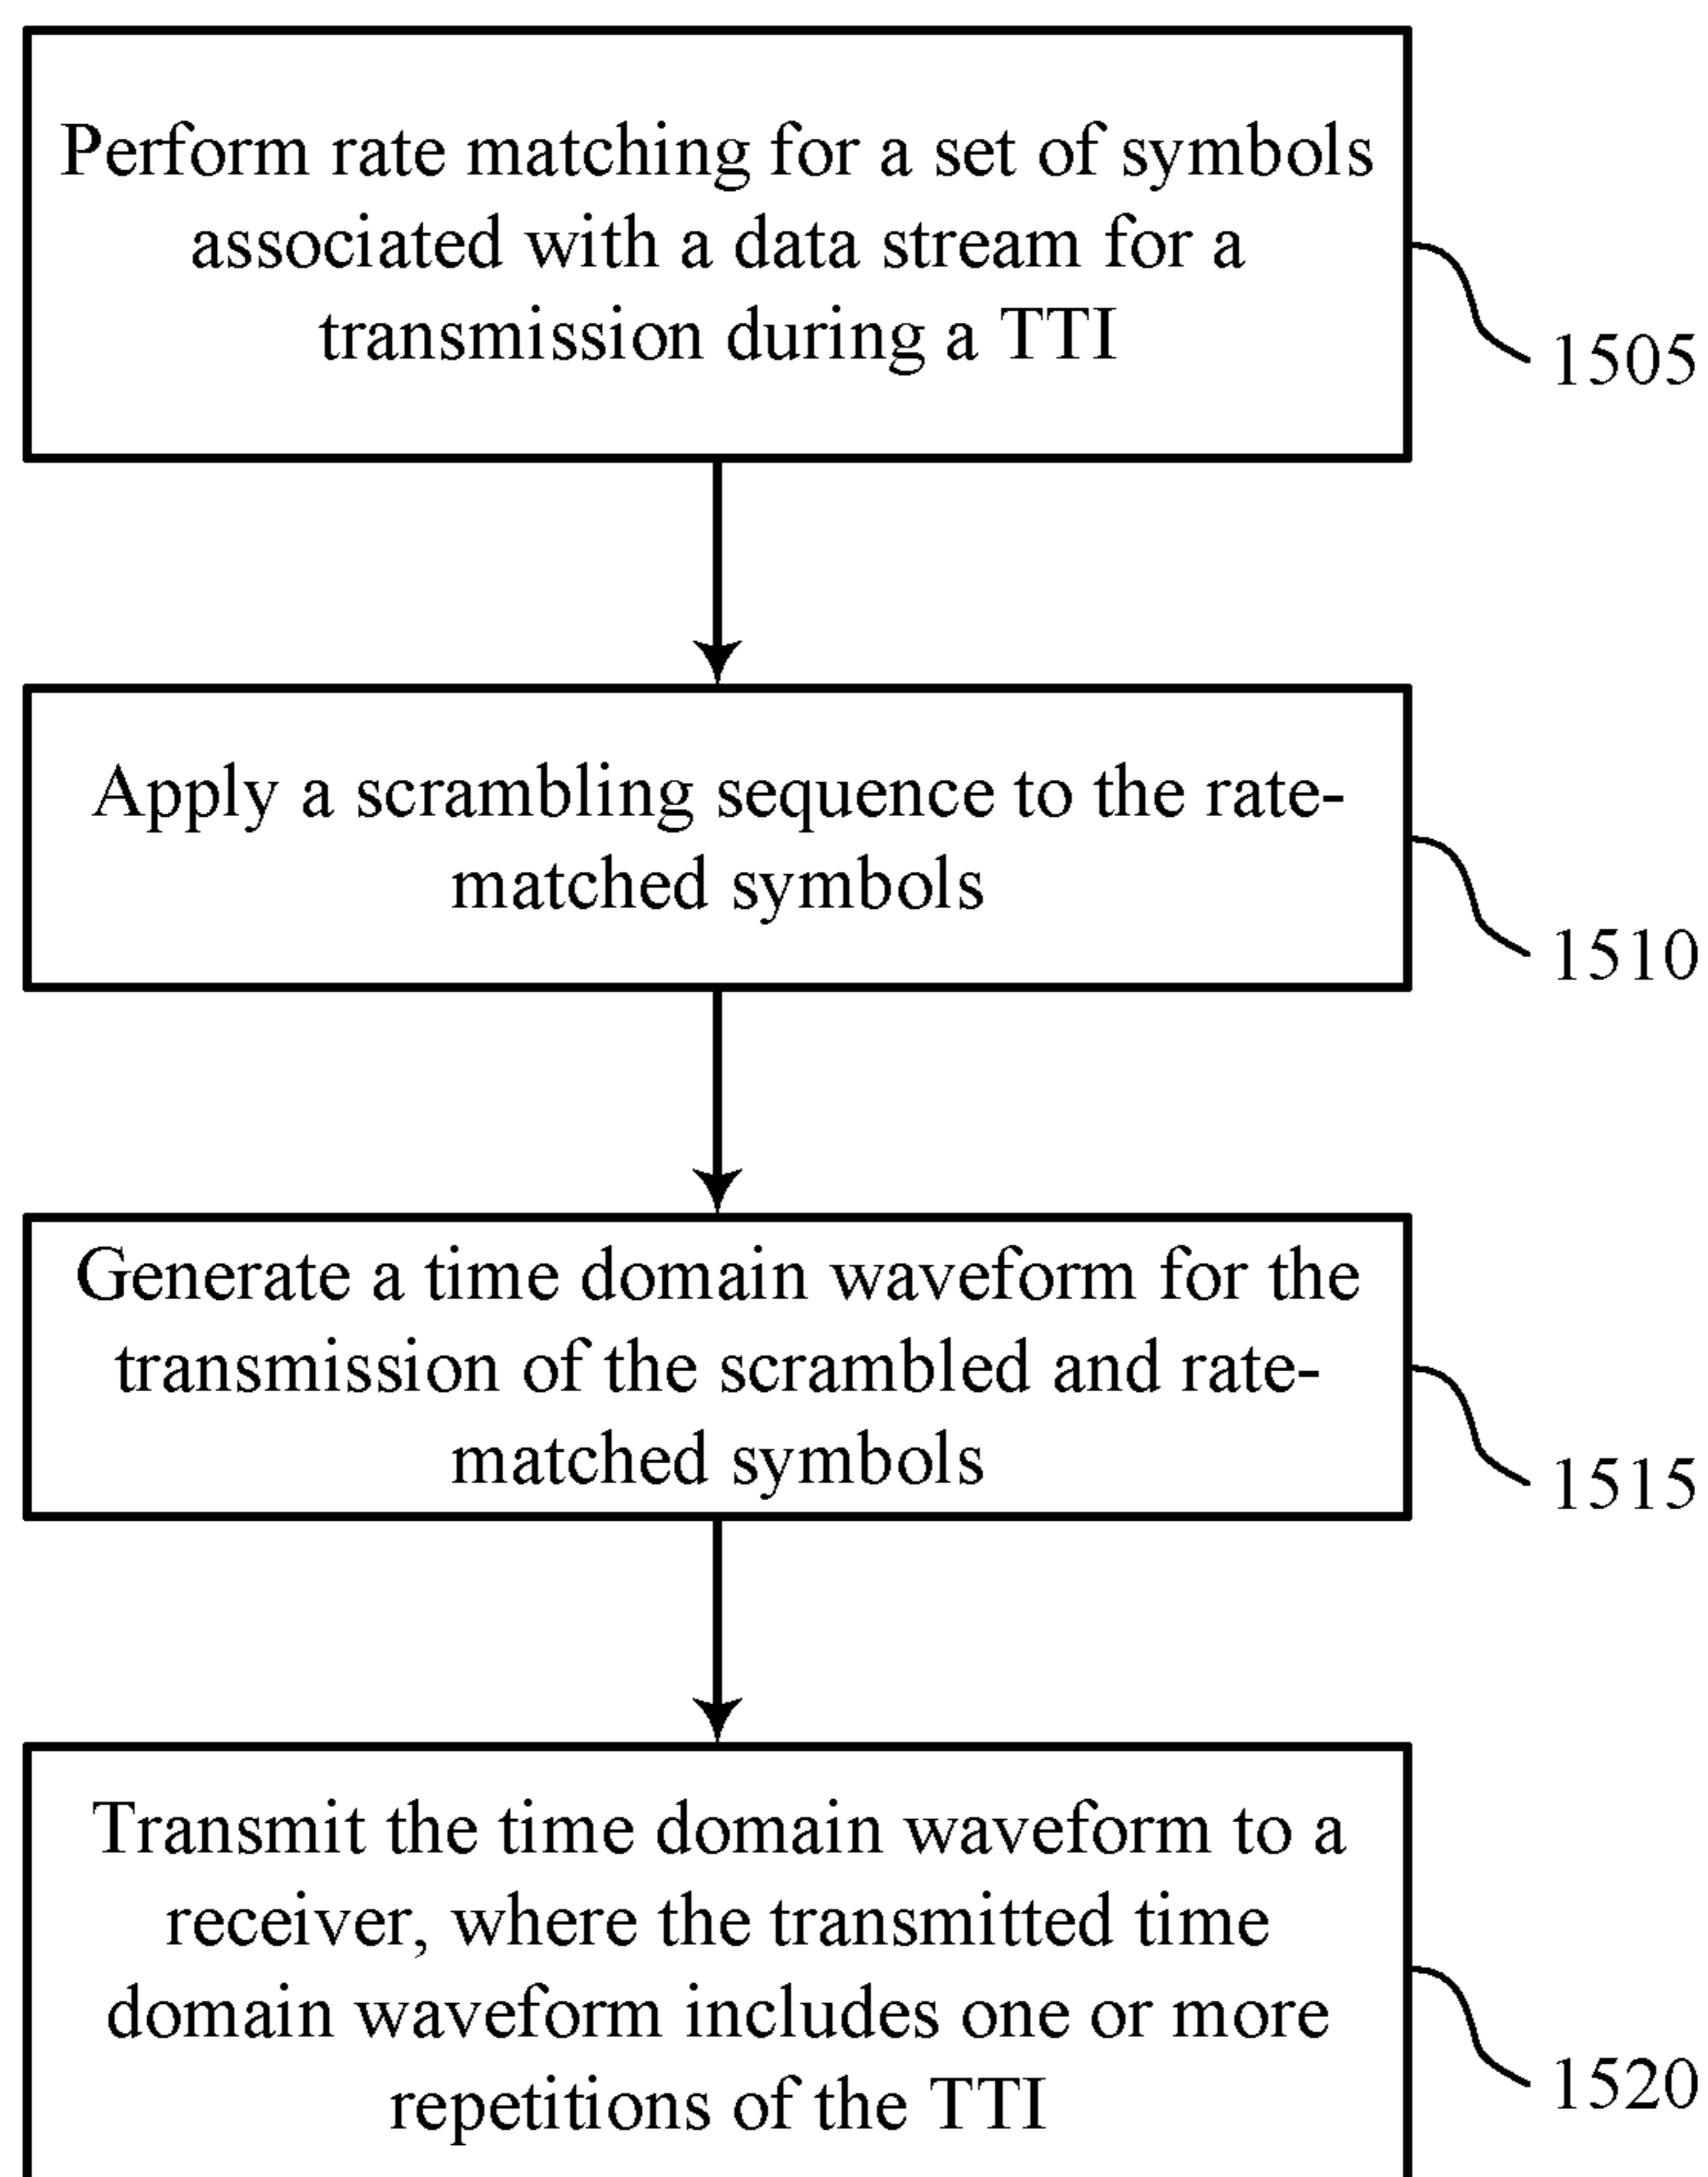 Perform rate matching for a set of symbols
associated with a data stream for a
transmission during a TTI
1505
Apply a scrambling sequence to the rate-
matched symbols
1510
Generate a time domain waveform for the
transmission of the scrambled and rate-
matched symbols
1515
Transmit the time domain waveform to a
receiver, where the transmitted time
domain waveform includes one or more
repetitions of the TTI
1520